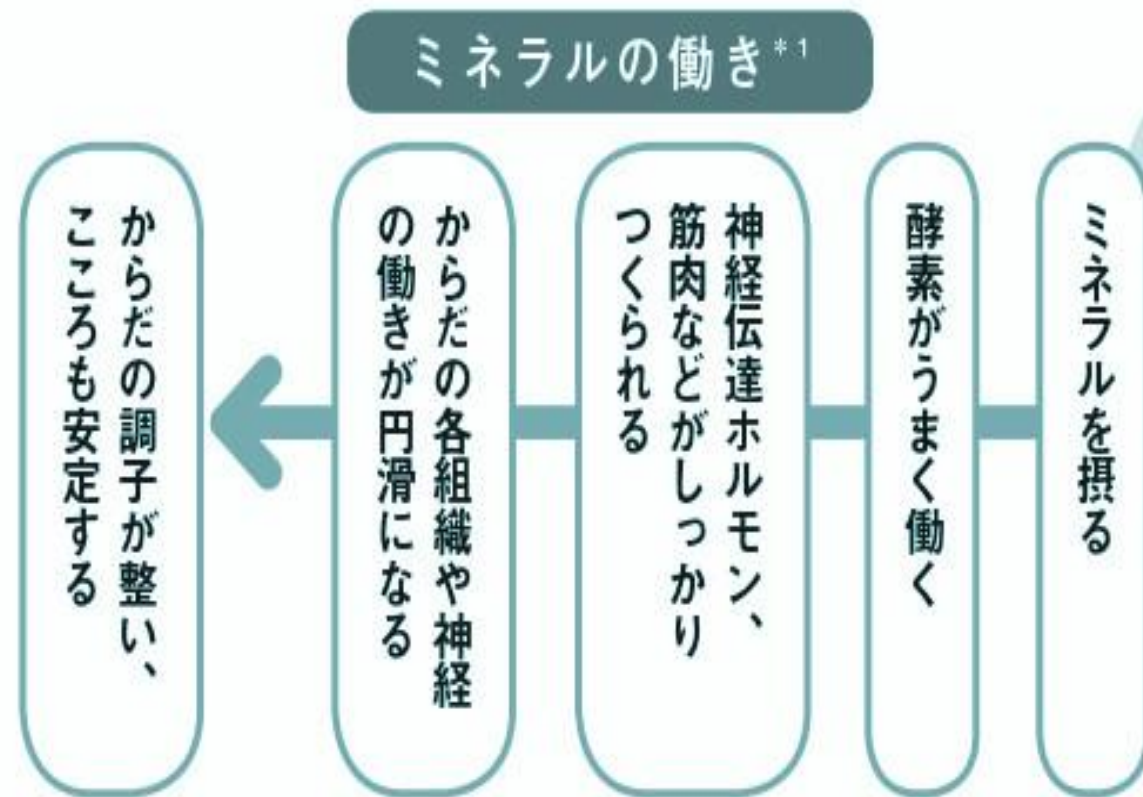 ミネラルの働き*1
ミネラルを摂る
酵素がうまく働く
神経伝達ホルモン、
筋肉などがしっかり
つくられる
からだの各組織や神経
の働きが円滑になる
からだの調子が整い、
こころも安定する